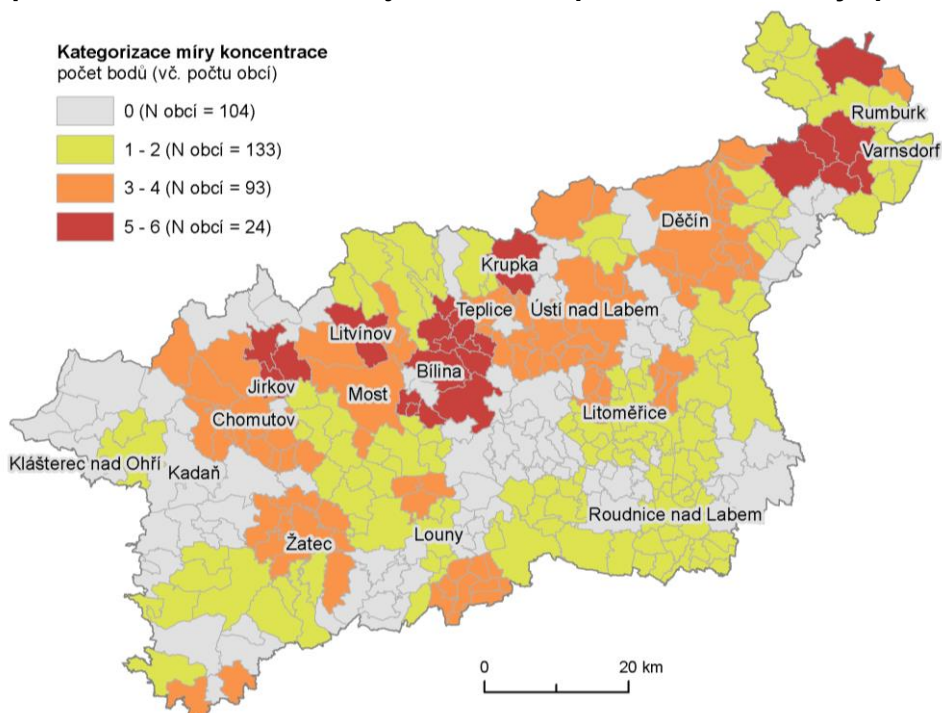 Kategorizace míry koncentrace
počet bodů (vč. počtu obcí)
0 (N obcí = 104)
1 - 2 (N obcí = 133)
3 - 4 (N obcí = 93)
5 - 6 (N obcí = 24)
Rumburk
Varnsdorf
Děčín
Krupka
Teplice
Ústí nad Labem
Litvínov
Bílina
Jirkov
Most
Chomutov
Litoměřice
Klášterec nad Ohří
Kadaň
Roudnice nad Labem
Louny
Žatec
0
20 km